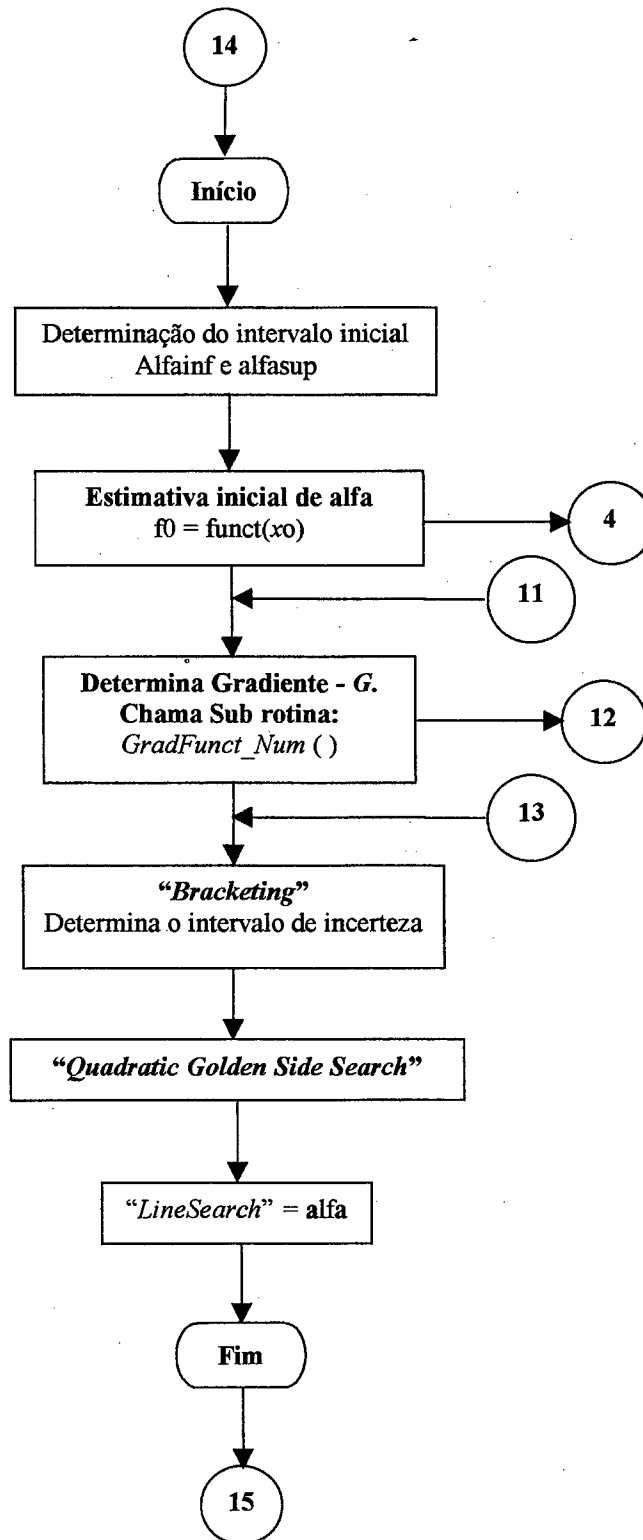 14
Início
Determinação do intervalo inicial
Alfainf e alfasup
Estimativa inicial de alfa
f0 = funct(xo)
4
11
Determina Gradiente - G.
Chama Sub rotina:
GradFunct_Num ( )
12
13
“Bracketing”
Determina o intervalo de incerteza
“Quadratic Golden Side Search”
“LineSearch” = alfa
Fim
15